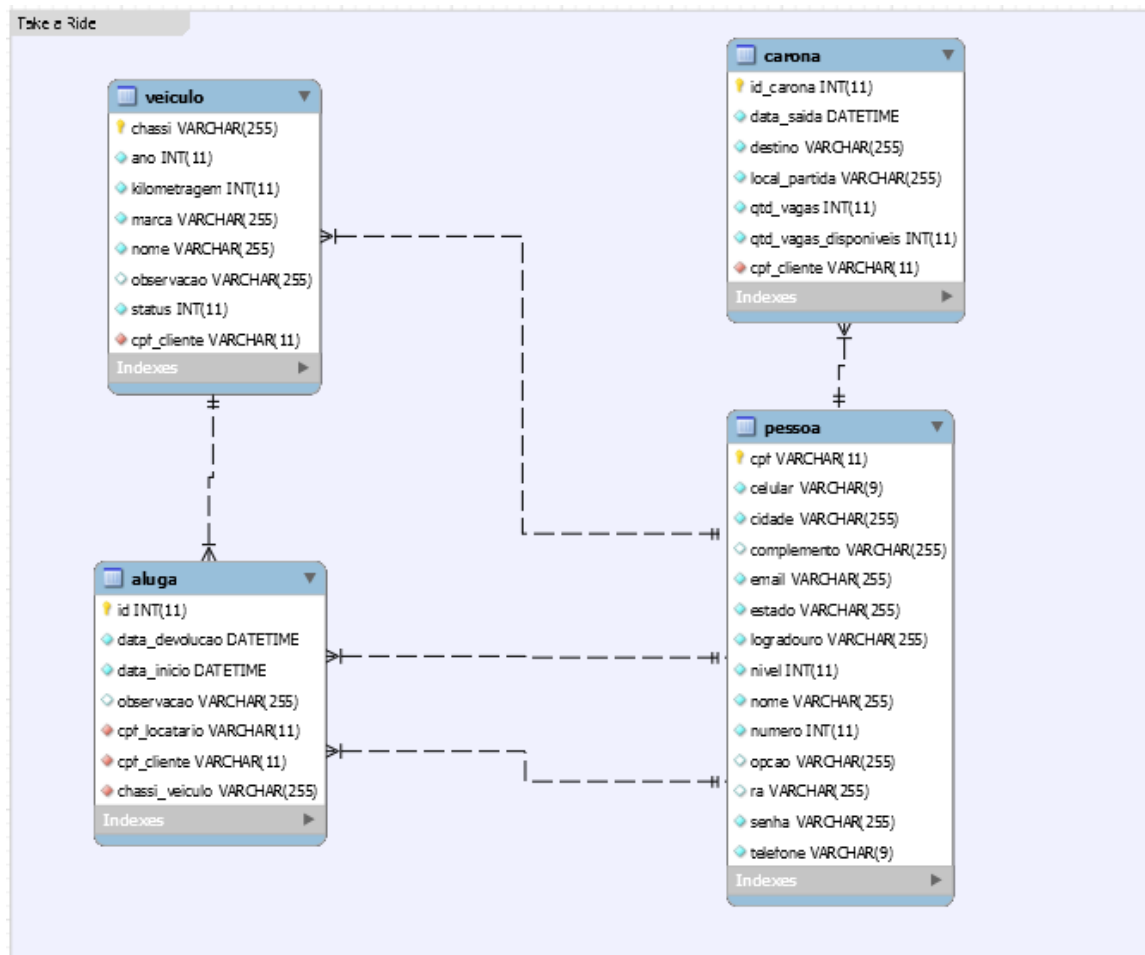 Take a Ride
veiculo
chassi VARCHAR(255)
ano INT(11)
kilometragem INT(11)
marca VARCHAR(255)
nome VARCHAR(255)
observacao VARCHAR(255)
status INT(11)
cpf_cliente VARCHAR(11)
Indexes
carona
id_carona INT(11)
data_saida DATETIME
destino VARCHAR(255)
local_partida VARCHAR(255)
qtd_vagas INT(11)
qtd_vagas_disponiveis INT(11)
cpf_cliente VARCHAR(11)
Indexes
aluga
id INT(11)
data_devolucao DATETIME
data_inicio DATETIME
observacao VARCHAR(255)
cpf_locatario VARCHAR(11)
cpf_cliente VARCHAR(11)
chassi_veiculo VARCHAR(255)
Indexes
pessoa
cpf VARCHAR(11)
celular VARCHAR(9)
cidade VARCHAR(255)
complemento VARCHAR(255)
email VARCHAR(255)
estado VARCHAR(255)
logradouro VARCHAR(255)
nivel INT(11)
nome VARCHAR(255)
numero INT(11)
opcao VARCHAR(255)
ra VARCHAR(255)
senha VARCHAR(255)
telefone VARCHAR(9)
Indexes